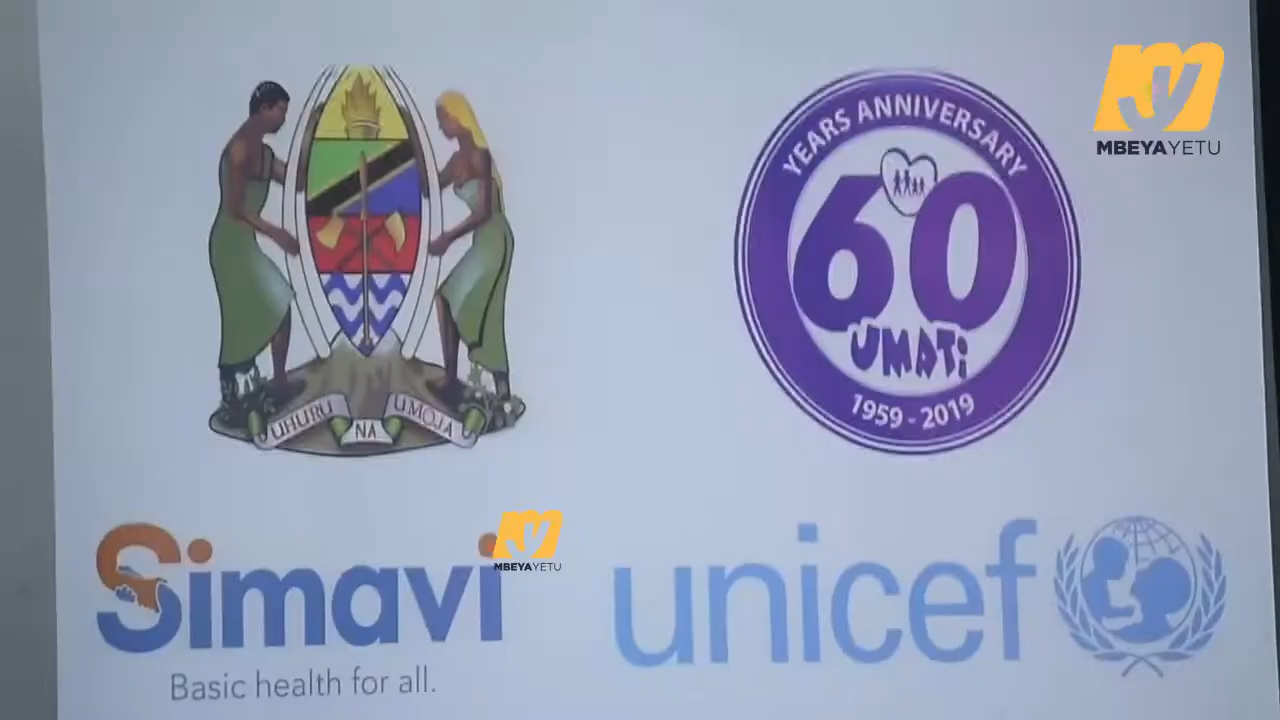 MBEYAYETU
YEARS ANNIVERSARY
60
UMATi
1959 - 2019
UHURU NA UMOJA
Simavi
Basic health for all.
MBEYAYETU
unicef